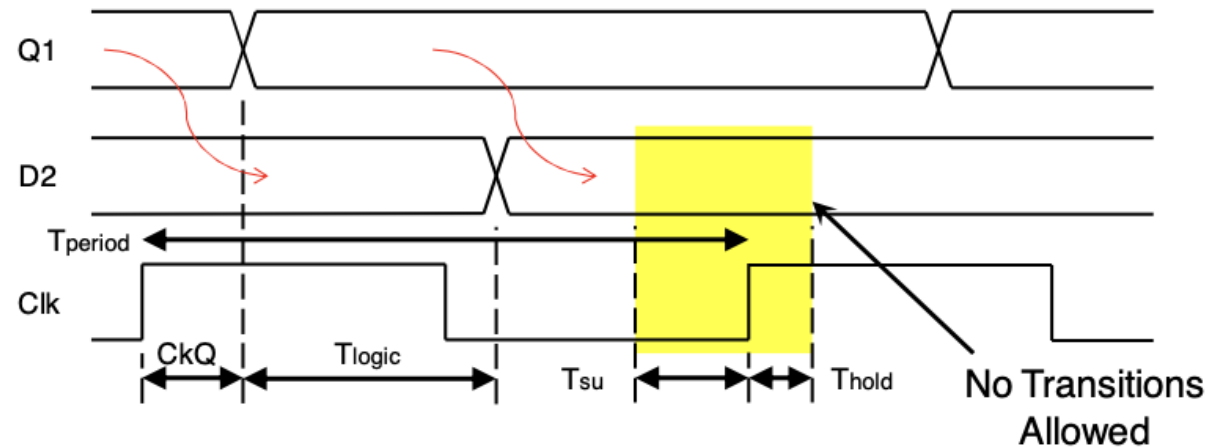 Q1
D2
Tperiod
Clk
CkQ
Tlogic
Tsu
Thold
No Transitions
Allowed